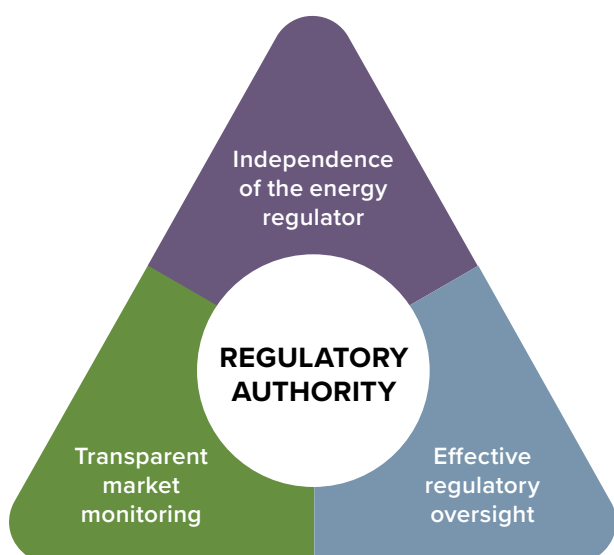 Independence
of the energy
regulator
REGULATORY
AUTHORITY
Transparent
market
monitoring
Effective
regulatory
oversight